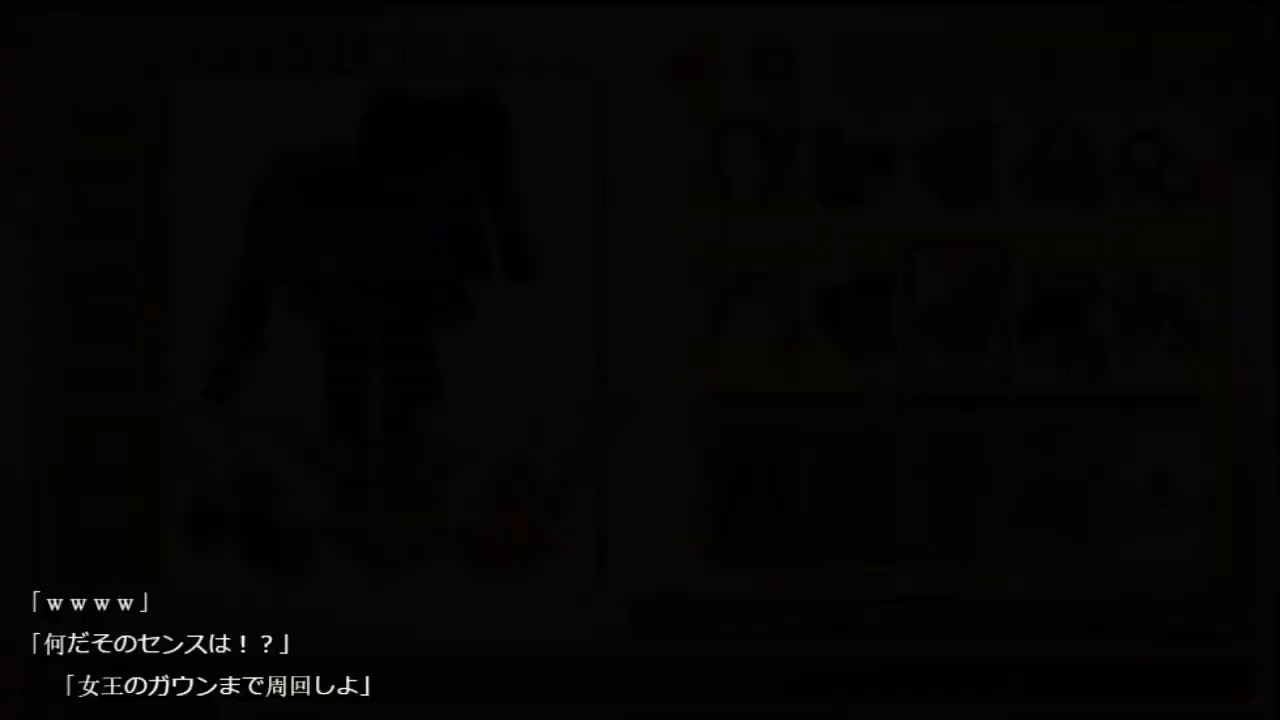 「ｗｗｗｗ」
「何だそのセンスは！？」
「女王のガウンまで周回しよ」